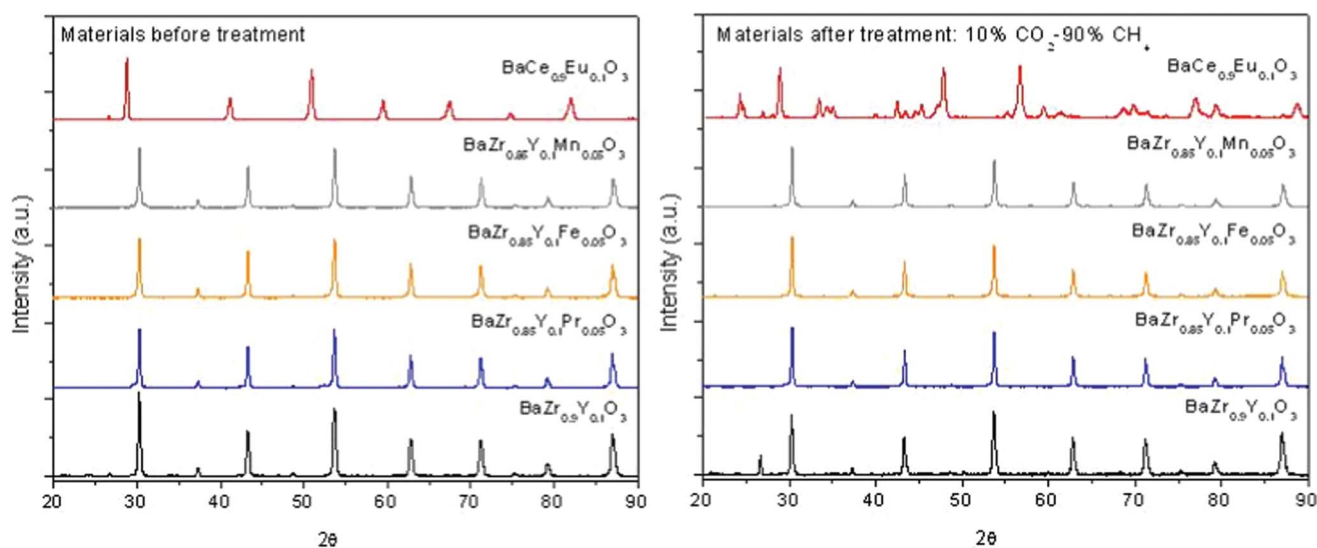 Materials before treatment
BaCe0.9Eu0.1O3
BaZr0.85Y0.1Mn0.05O3
BaZr0.85Y0.1Fe0.05O3
BaZr0.85Y0.1Pr0.05O3
BaZr0.9Y0.1O3
Intensity (a.u.)
20 30 40 50 60 70 80 90
2θ
Materials after treatment: 10% CO2-90% CH4
BaCe0.9Eu0.1O3
BaZr0.85Y0.1Mn0.05O3
BaZr0.85Y0.1Fe0.05O3
BaZr0.85Y0.1Pr0.05O3
BaZr0.9Y0.1O3
Intensity (a.u.)
20 30 40 50 60 70 80 90
2θ